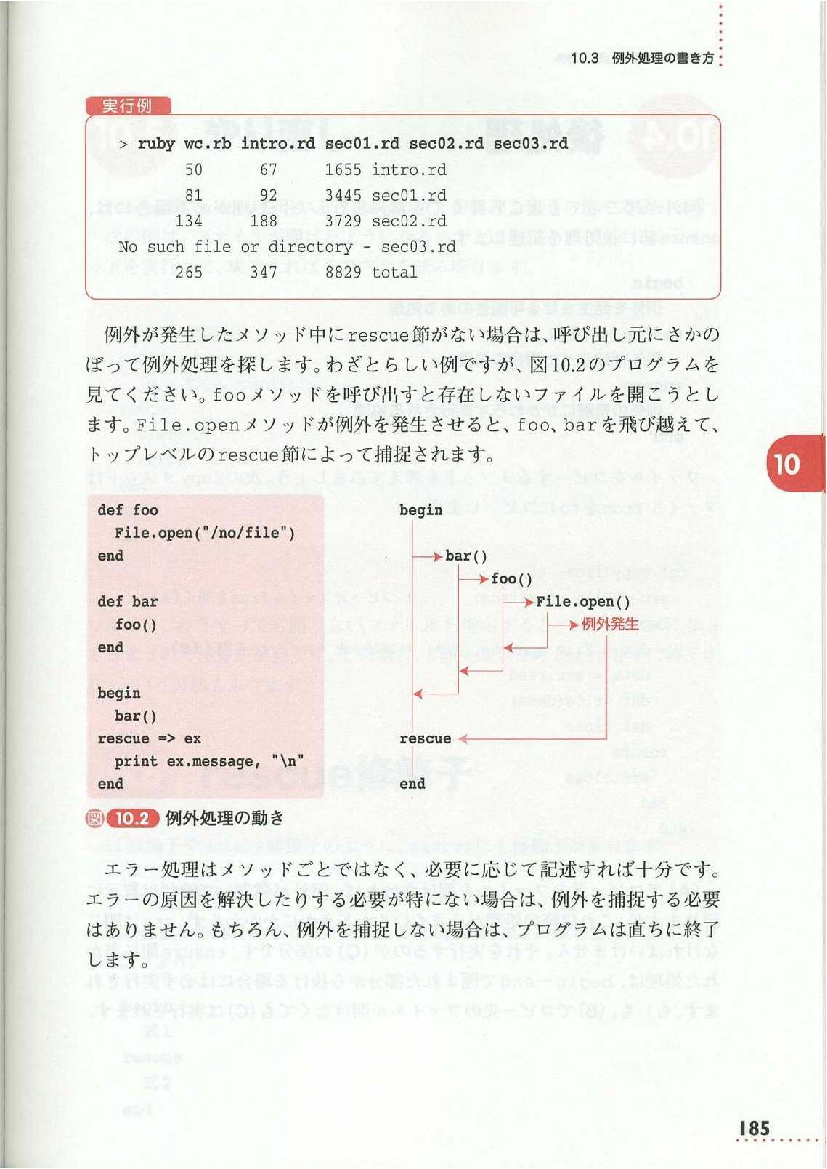 10.3 例外処理の書き方
実行例
> ruby wc.rb intro.rd sec01.rd sec02.rd sec03.rd
50 67 1655 intro.rd
81 92 3445 sec01.rd
134 188 3729 sec02.rd
No such file or directory - sec03.rd
265 347 8829 total
例外が発生したメソッド中にrescue節がない場合は、呼び出し元にさかの
ぼって例外処理を探します。わざとらしい例ですが、図10.2のプログラムを
見てください。fooメソッドを呼び出すと存在しないファイルを開こうとし
ます。File.openメソッドが例外を発生させると、foo、barを飛び越えて、
トップレベルのrescue節によって捕捉されます。
10
def foo
File.open("/no/file")
end
def bar
foo()
end
begin
bar()
rescue => ex
print ex.message, "\n"
end
begin
bar()
foo()
File.open()
例外発生
rescue
end
図 10.2 例外処理の動き
エラー処理はメソッドごとではなく、必要に応じて記述すれば十分です。
エラーの原因を解決したりする必要が特にない場合は、例外を捕捉する必要
はありません。もちろん、例外を捕捉しない場合は、プログラムは直ちに終了
します。
185